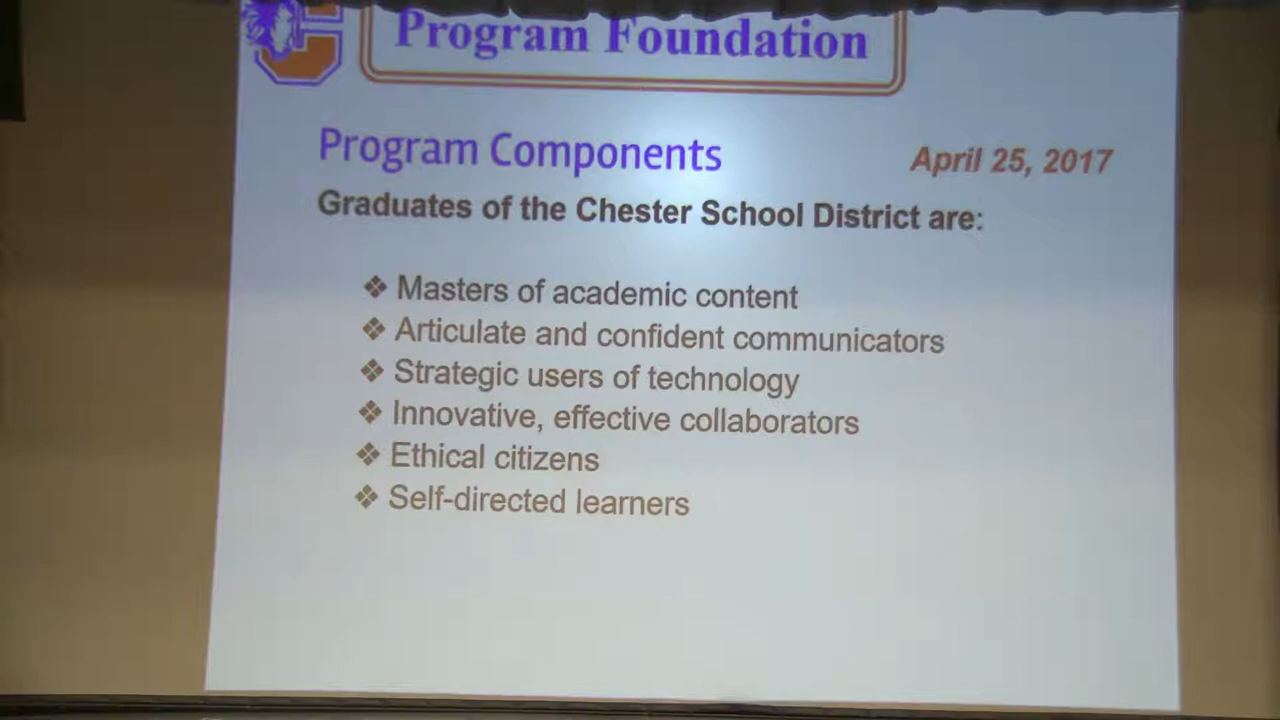 Program Foundation
Program Components
April 25, 2017
Graduates of the Chester School District are:
❖ Masters of academic content
❖ Articulate and confident communicators
❖ Strategic users of technology
❖ Innovative, effective collaborators
❖ Ethical citizens
❖ Self-directed learners